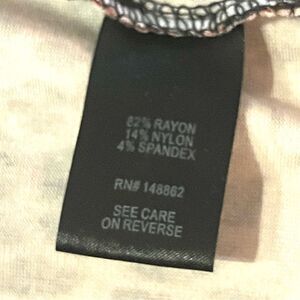 82% RAYON
14% NYLON
4% SPANDEX
RN# 148862
SEE CARE
ON REVERSE